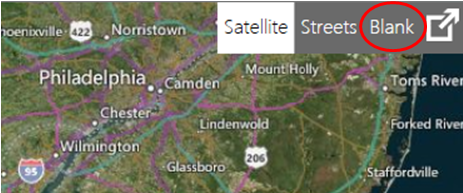 Satellite Streets Blank
hoenixville 422 Norristown
Mount Holly
Philadelphia Camden
Toms River
Chester
Lindenwold
Forked River
Wilmington
206
95
Glassboro
Staffordville